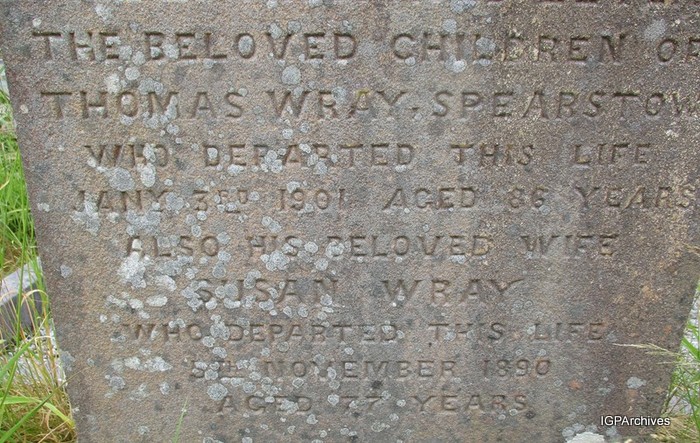 THE BELOVED CHILDREN OF
THOMAS WRAY, SPEARSTOW
WHO DEPARTED THIS LIFE
JANY 3RD 1901 AGED 86 YEARS
ALSO HIS BELOVED WIFE
SUSAN WRAY
WHO DEPARTED THIS LIFE
NOVEMBER 1890
AGED 77 YEARS
IGPArchives